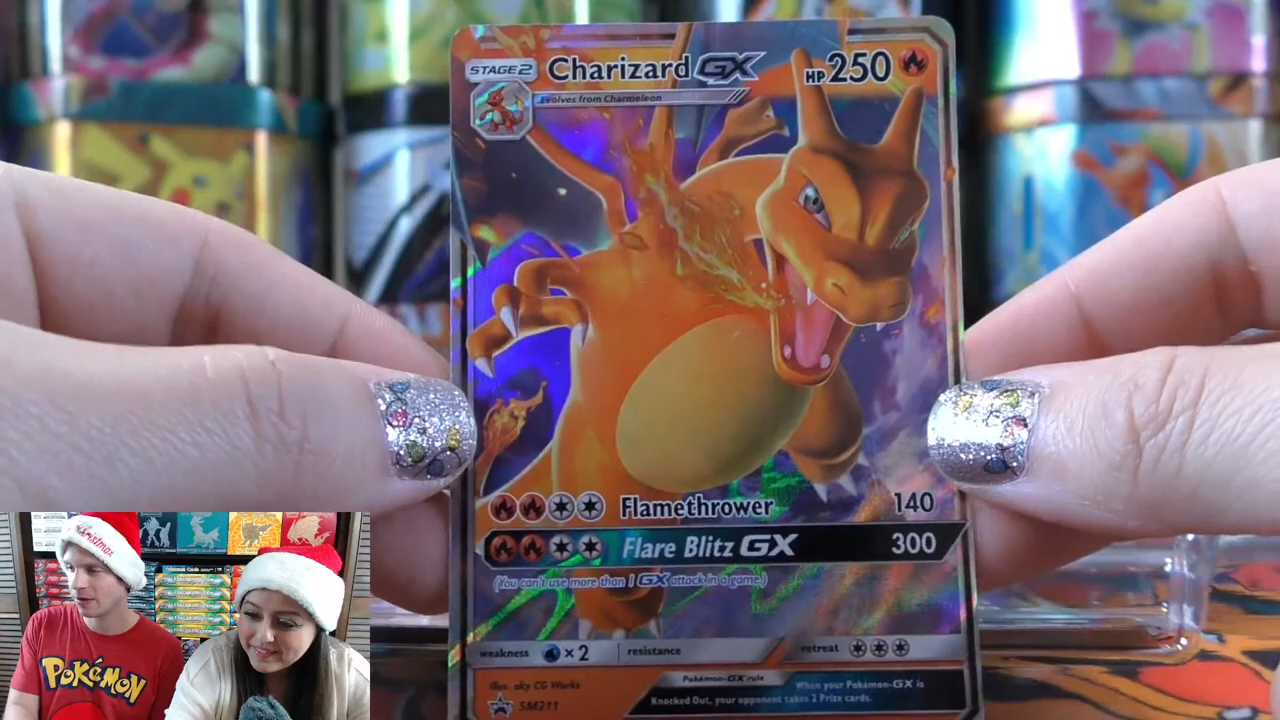 STAGE2
Charizard GX
HP 250
Evolves from Charmeleon
Flamethrower 140
Flare Blitz GX 300
(You can't use more than 1 GX attack in a game.)
weakness ×2 resistance retreat
Illus. aky CG Works
Pokémon-GX rule
When your Pokémon-GX is
Knocked Out, your opponent takes 2 Prize cards.
SM211
Christmas
POKéMON